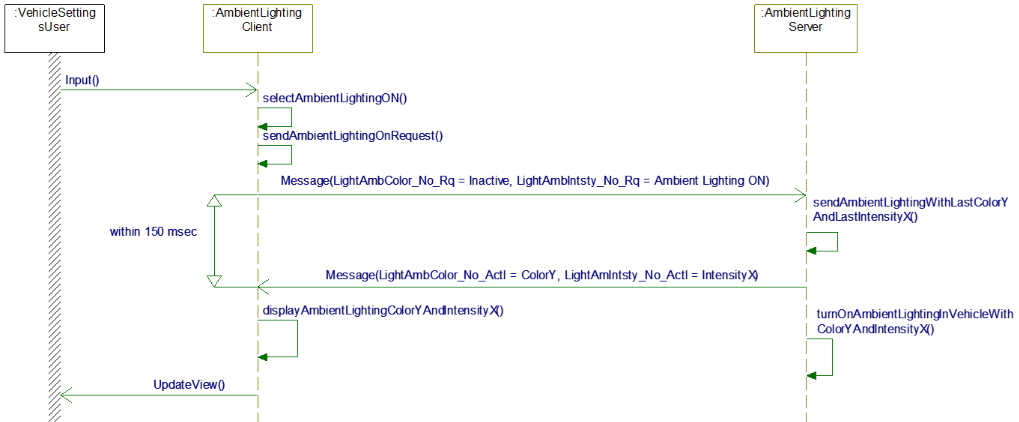 :VehicleSetting
sUser
:AmbientLighting
Client
:AmbientLighting
Server
Input()
selectAmbientLightingON()
sendAmbientLightingOnRequest()
Message(LightAmbColor_No_Rq = Inactive, LightAmbIntsty_No_Rq = Ambient Lighting ON)
sendAmbientLightingWithLastColorY
AndLastIntensityX()
within 150 msec
Message(LightAmbColor_No_Actl = ColorY, LightAmIntsty_No_Actl = IntensityX)
displayAmbientLightingColorYAndIntensityX()
turnOnAmbientLightingInVehicleWith
ColorYAndIntensityX()
UpdateView()